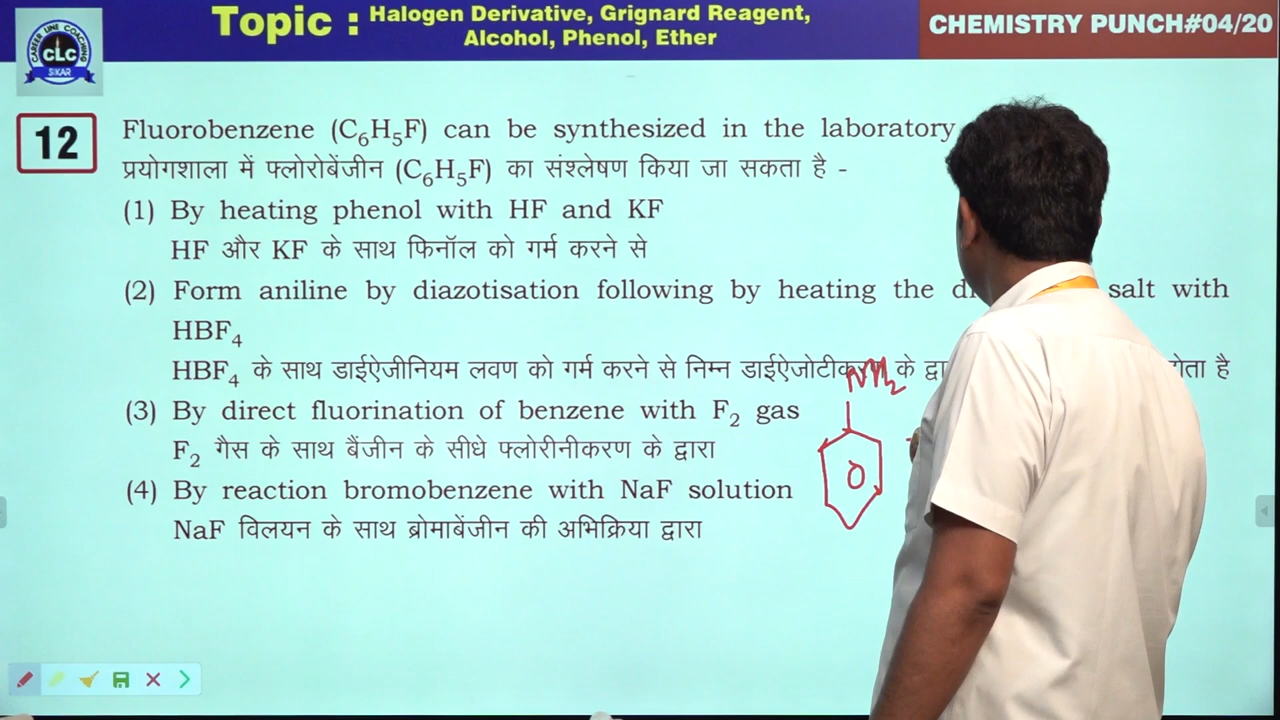 Topic : Halogen Derivative, Grignard Reagent,
Alcohol, Phenol, Ether
CHEMISTRY PUNCH#04/20
CAREER LINE COACHING
CLC
SIKAR
12
Fluorobenzene (C₆H₅F) can be synthesized in the laboratory
प्रयोगशाला में फ्लोरोबेंजीन (C₆H₅F) का संश्लेषण किया जा सकता है -
(1) By heating phenol with HF and KF
HF और KF के साथ फिनॉल को गर्म करने से
(2) Form aniline by diazotisation following by heating the salt with
HBF₄
HBF₄ के साथ डाईऐजीनियम लवण को गर्म करने से निम्न डाईऐजोटीकरण के है
(3) By direct fluorination of benzene with F₂ gas
F₂ गैस के साथ बैंजीन के सीधे फ्लोरीनीकरण के द्वारा
(4) By reaction bromobenzene with NaF solution
NaF विलयन के साथ ब्रोमाबेंजीन की अभिक्रिया द्वारा
NH₂